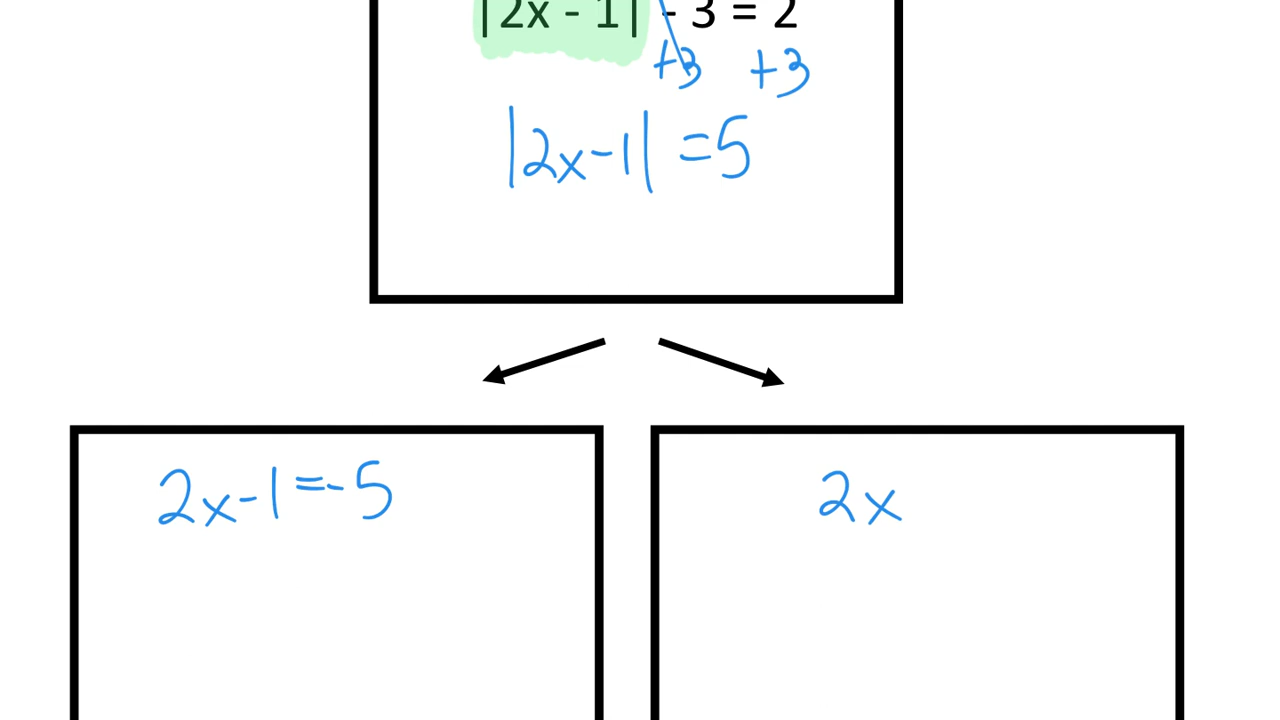 |2x - 1| - 3 = 2
+3 +3
|2x-1| =5
2x-1=-5
2x